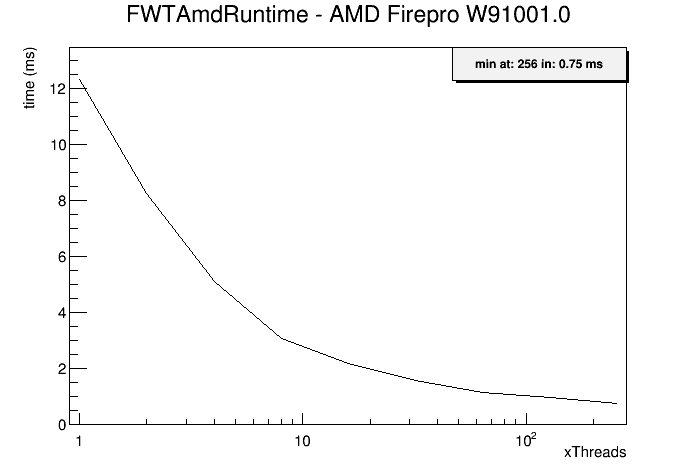 FWTAmdRuntime - AMD Firepro W91001.0
time (ms)
min at: 256 in: 0.75 ms
12
10
8
6
4
2
0
1 10 10²
xThreads